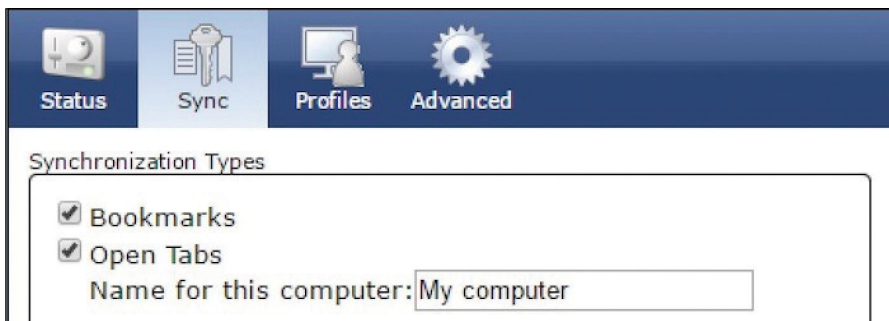 Status Sync Profiles Advanced
Synchronization Types
Bookmarks
Open Tabs
Name for this computer: My computer